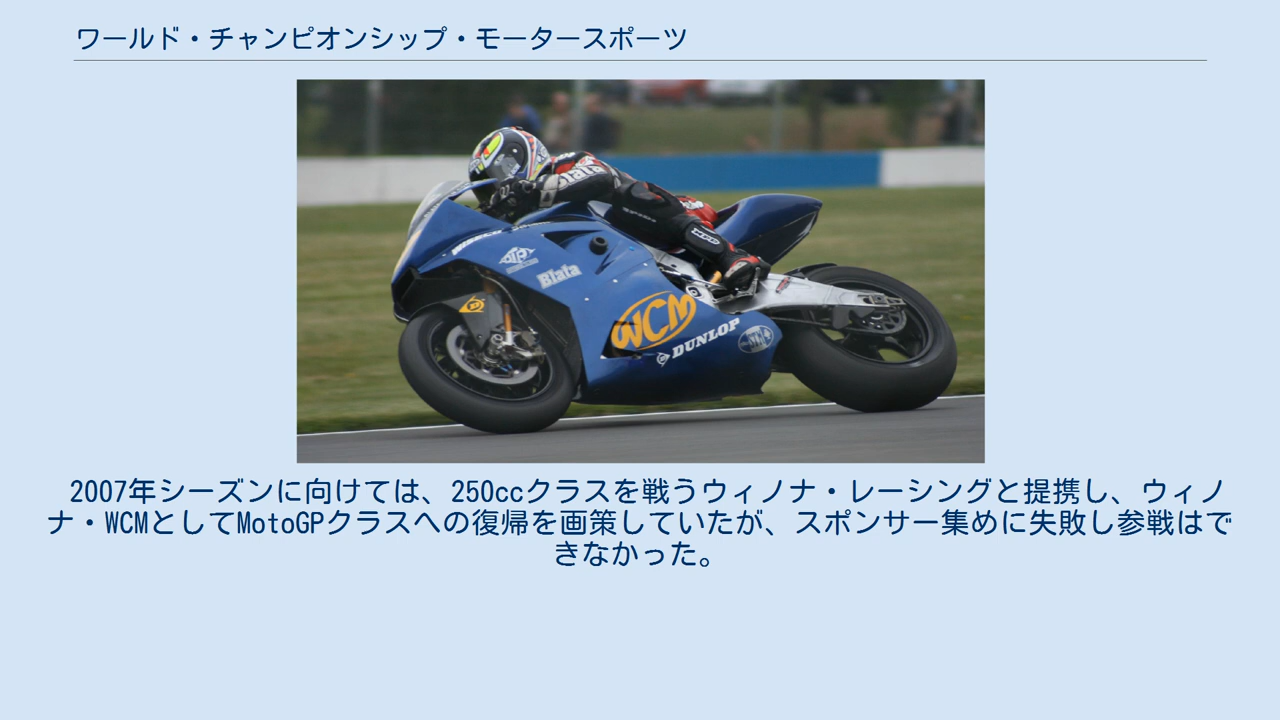 ワールド・チャンピオンシップ・モータースポーツ
Blata
Blata
WCM
DUNLOP
2007年シーズンに向けては、250ccクラスを戦うウィノナ・レーシングと提携し、ウィノ
ナ・WCMとしてMotoGPクラスへの復帰を画策していたが、スポンサー集めに失敗し参戦はで
きなかった。